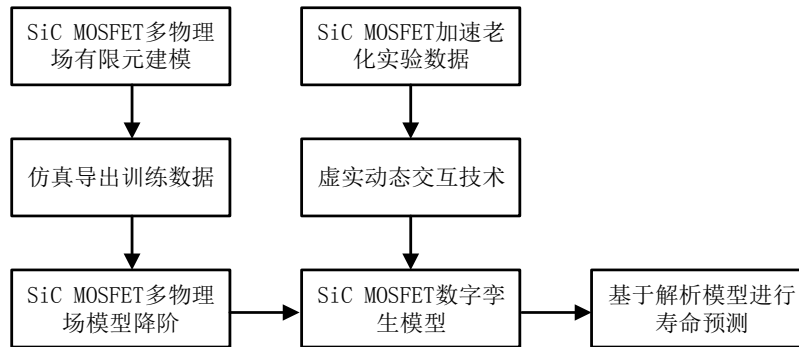 SiC MOSFET多物理
场有限元建模
SiC MOSFET加速老
化实验数据
仿真导出训练数据
虚实动态交互技术
SiC MOSFET多物理
场模型降阶
SiC MOSFET数字孪
生模型
基于解析模型进行
寿命预测